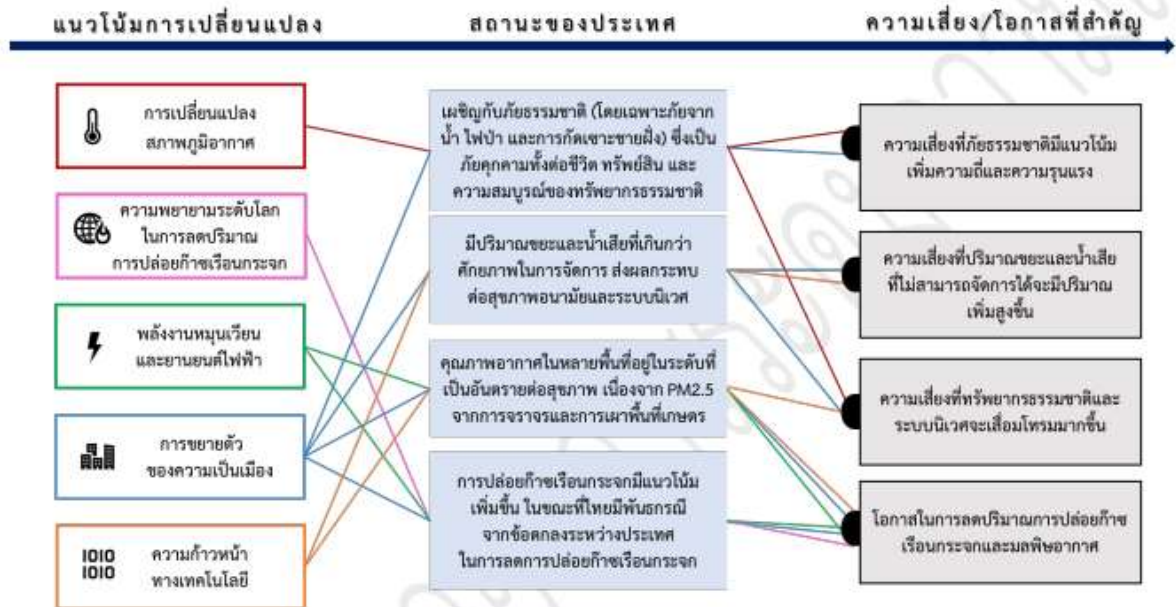 แนวโน้มการเปลี่ยนแปลง
สถานะของประเทศ
ความเสี่ยง/โอกาสที่สำคัญ
การเปลี่ยนแปลง
สภาพภูมิอากาศ
ความพยายามระดับโลก
ในการลดปริมาณ
การปล่อยก๊าซเรือนกระจก
พลังงานหมุนเวียน
และยานยนต์ไฟฟ้า
การขยายตัว
ของความเป็นเมือง
1010
1010
ความก้าวหน้า
ทางเทคโนโลยี
เผชิญกับภัยธรรมชาติ (โดยเฉพาะภัยจาก
น้ำ ไฟป่า และการกัดเซาะชายฝั่ง) ซึ่งเป็น
ภัยคุกคามทั้งต่อชีวิต ทรัพย์สิน และ
ความสมบูรณ์ของทรัพยากรธรรมชาติ
มีปริมาณขยะและน้ำเสียที่เกินกว่า
ศักยภาพในการจัดการ ส่งผลกระทบ
ต่อสุขภาพอนามัยและระบบนิเวศ
คุณภาพอากาศในหลายพื้นที่อยู่ในระดับที่
เป็นอันตรายต่อสุขภาพ เนื่องจาก PM2.5
จากการจราจรและการเผาพื้นที่เกษตร
การปล่อยก๊าซเรือนกระจกมีแนวโน้ม
เพิ่มขึ้น ในขณะที่ไทยมีพันธกรณี
จากข้อตกลงระหว่างประเทศ
ในการลดการปล่อยก๊าซเรือนกระจก
ความเสี่ยงที่ภัยธรรมชาติมีแนวโน้ม
เพิ่มความถี่และความรุนแรง
ความเสี่ยงที่ปริมาณขยะและน้ำเสีย
ที่ไม่สามารถจัดการได้จะมีปริมาณ
เพิ่มสูงขึ้น
ความเสี่ยงที่ทรัพยากรธรรมชาติและ
ระบบนิเวศจะเสื่อมโทรมมากขึ้น
โอกาสในการลดปริมาณการปล่อยก๊าซ
เรือนกระจกและมลพิษอากาศ